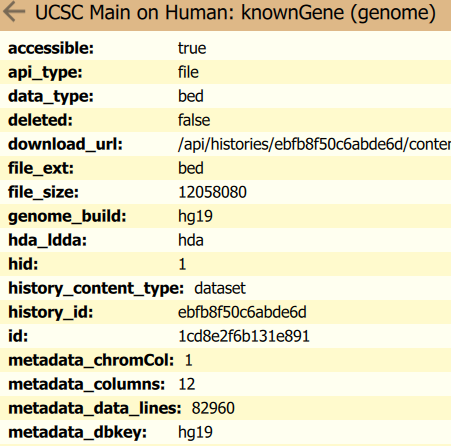 UCSC Main on Human: knownGene (genome)
accessible: true
api_type: file
data_type: bed
deleted: false
download_url: /api/histories/ebfb8f50c6abde6d/conten
file_ext: bed
file_size: 12058080
genome_build: hg19
hda_ldda: hda
hid: 1
history_content_type: dataset
history_id: ebfb8f50c6abde6d
id: 1cd8e2f6b131e891
metadata_chromCol: 1
metadata_columns: 12
metadata_data_lines: 82960
metadata_dbkey: hg19